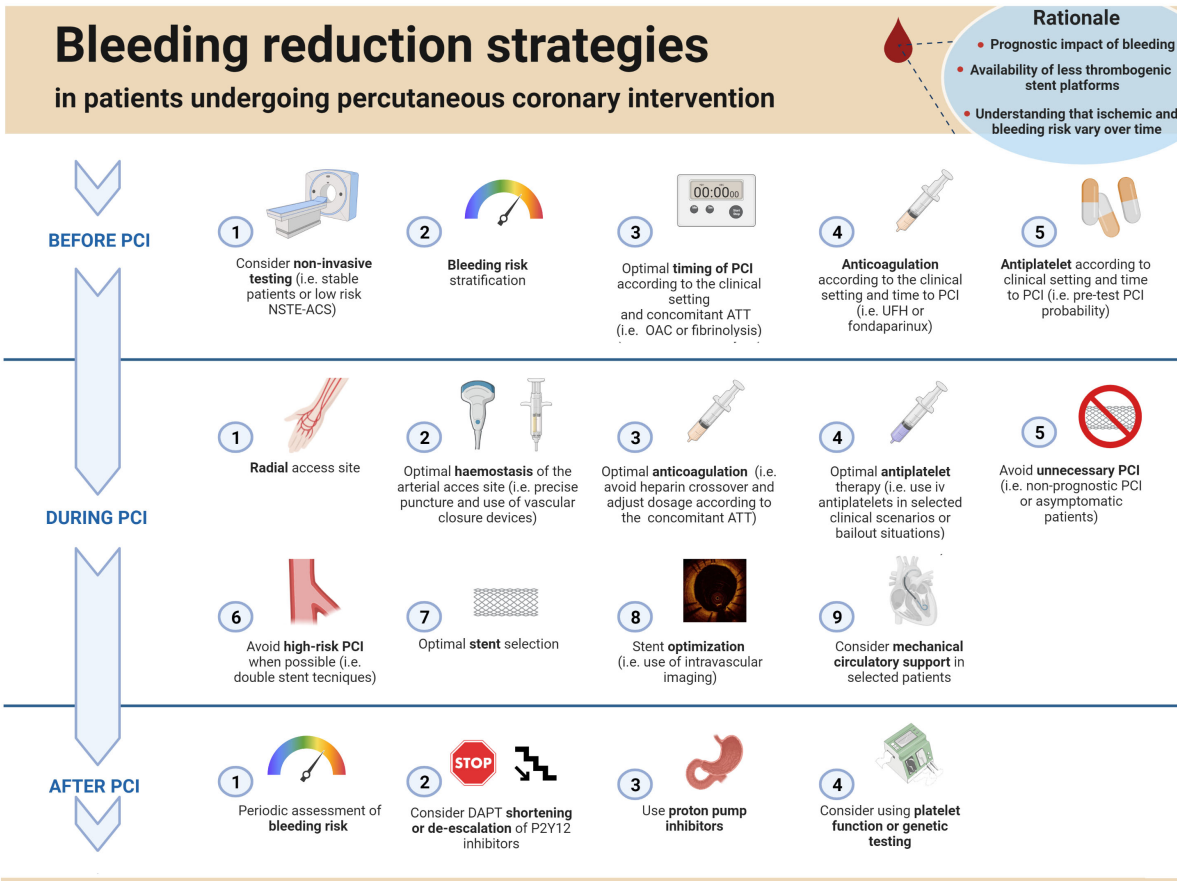 Bleeding reduction strategies
in patients undergoing percutaneous coronary intervention
Rationale
• Prognostic impact of bleeding
• Availability of less thrombogenic
stent platforms
• Understanding that ischemic and
bleeding risk vary over time
BEFORE PCI
1
Consider non-invasive
testing (i.e. stable
patients or low risk
NSTE-ACS)
2
Bleeding risk
stratification
00:00 00
3
Optimal timing of PCI
according to the clinical
setting
and concomitant ATT
(i.e. OAC or fibrinolysis)
4
Anticoagulation
according to the clinical
setting and time to PCI
(i.e. UFH or
fondaparinux)
5
Antiplatelet according to
clinical setting and time
to PCI (i.e. pre-test PCI
probability)
DURING PCI
1
Radial access site
2
Optimal haemostasis of the
arterial acces site (i.e. precise
puncture and use of vascular
closure devices)
3
Optimal anticoagulation (i.e.
avoid heparin crossover and
adjust dosage according to
the concomitant ATT)
4
Optimal antiplatelet
therapy (i.e. use iv
antiplatelets in selected
clinical scenarios or
bailout situations)
5
Avoid unnecessary PCI
(i.e. non-prognostic PCI
or asymptomatic
patients)
6
Avoid high-risk PCI
when possible (i.e.
double stent tecniques)
7
Optimal stent selection
8
Stent optimization
(i.e. use of intravascular
imaging)
9
Consider mechanical
circulatory support in
selected patients
AFTER PCI
1
Periodic assessment of
bleeding risk
2
STOP
Consider DAPT shortening
or de-escalation of P2Y12
inhibitors
3
Use proton pump
inhibitors
4
Consider using platelet
function or genetic
testing